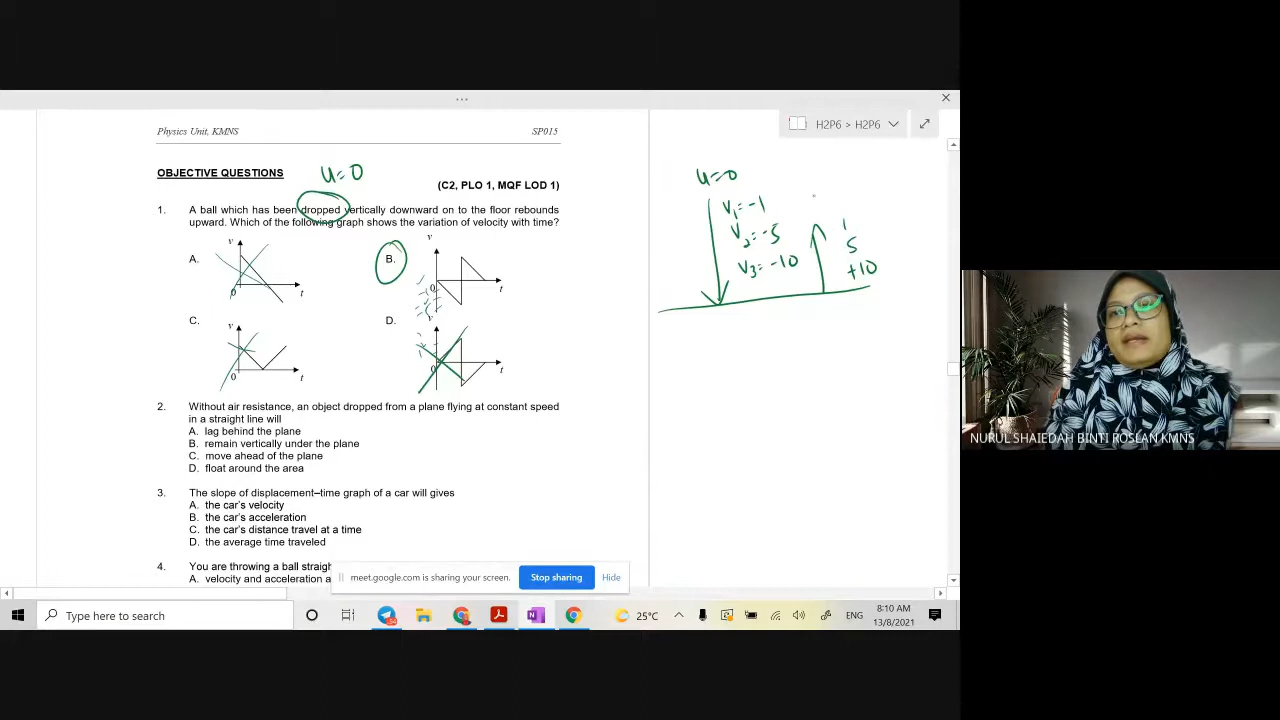 H2P6 > H2P6
Physics Unit, KMNS
SP015
OBJECTIVE QUESTIONS
u=0
(C2, PLO 1, MQF LOD 1)
1. A ball which has been dropped vertically downward on to the floor rebounds
upward. Which of the following graph shows the variation of velocity with time?
A. v 0 t
B. v 0 t
C. v 0 t
D. v 0 t
2. Without air resistance, an object dropped from a plane flying at constant speed
in a straight line will
A. lag behind the plane
B. remain vertically under the plane
C. move ahead of the plane
D. float around the area
3. The slope of displacement–time graph of a car will gives
A. the car's velocity
B. the car's acceleration
C. the car's distance travel at a time
D. the average time traveled
4. You are throwing a ball straigh
A. velocity and acceleration a
u=0
v1=-1
v2=-5
v3=-10
1
5
+10
meet.google.com is sharing your screen.
Stop sharing
Hide
NURUL SHAIEDAH BINTI ROSLAN KMNS
Type here to search
25°C
ENG
8:10 AM
13/8/2021